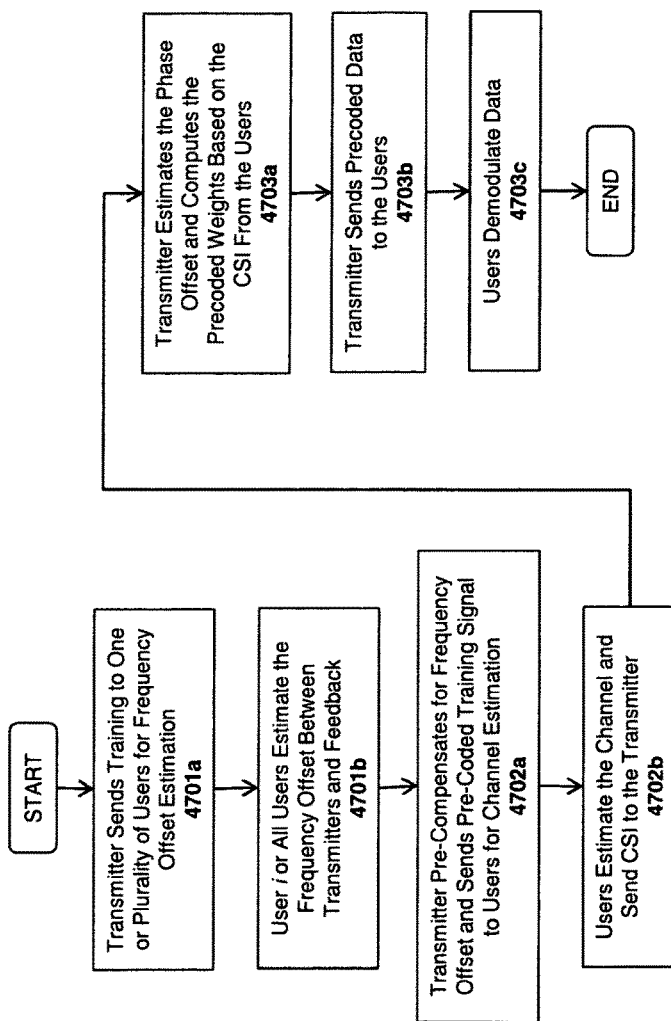 START
Transmitter Sends Training to One
or Plurality of Users for Frequency
Offset Estimation
4701a
User i or All Users Estimate the
Frequency Offset Between
Transmitters and Feedback
4701b
Transmitter Pre-Compensates for Frequency
Offset and Sends Pre-Coded Training Signal
to Users for Channel Estimation
4702a
Users Estimate the Channel and
Send CSI to the Transmitter
4702b
Transmitter Estimates the Phase
Offset and Computes the
Precoded Weights Based on the
CSI From the Users
4703a
Transmitter Sends Precoded Data
to the Users
4703b
Users Demodulate Data
4703c
END